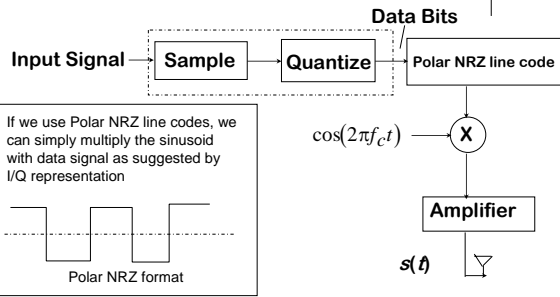 Data Bits
Input Signal
Sample
Quantize
Polar NRZ line code
If we use Polar NRZ line codes, we
can simply multiply the sinusoid
with data signal as suggested by
I/Q representation
Polar NRZ format
cos(2πf_c t)
X
Amplifier
s(t)